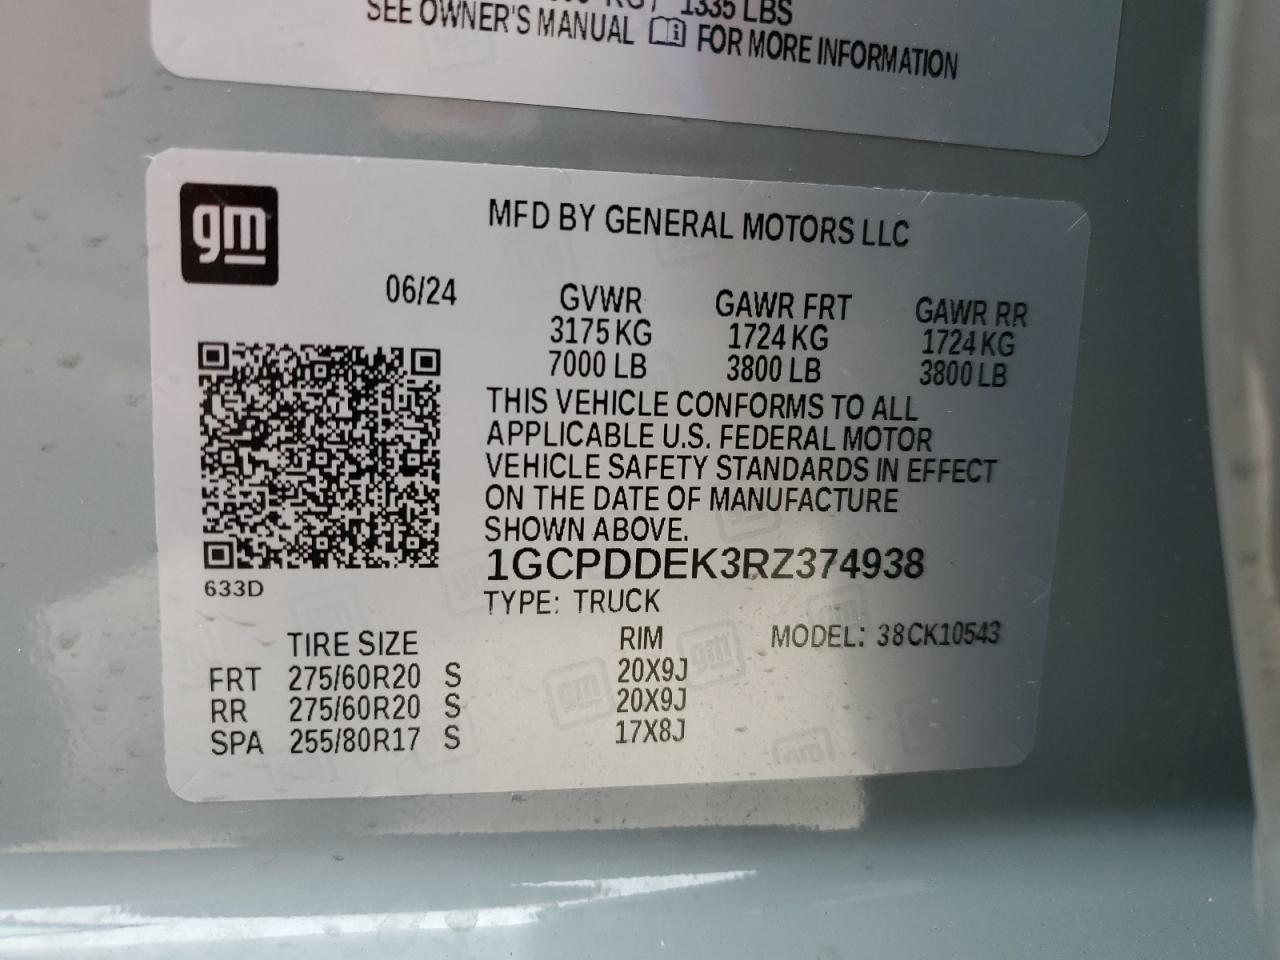 1335 LBS
SEE OWNER'S MANUAL FOR MORE INFORMATION
gm
MFD BY GENERAL MOTORS LLC
06/24
GVWR GAWR FRT GAWR RR
3175 KG 1724 KG 1724 KG
7000 LB 3800 LB 3800 LB
THIS VEHICLE CONFORMS TO ALL
APPLICABLE U.S. FEDERAL MOTOR
VEHICLE SAFETY STANDARDS IN EFFECT
ON THE DATE OF MANUFACTURE
SHOWN ABOVE.
1GCPDDEK3RZ374938
633D
TYPE: TRUCK
TIRE SIZE RIM MODEL: 38CK10543
FRT 275/60R20 S 20X9J
RR 275/60R20 S 20X9J
SPA 255/80R17 S 17X8J